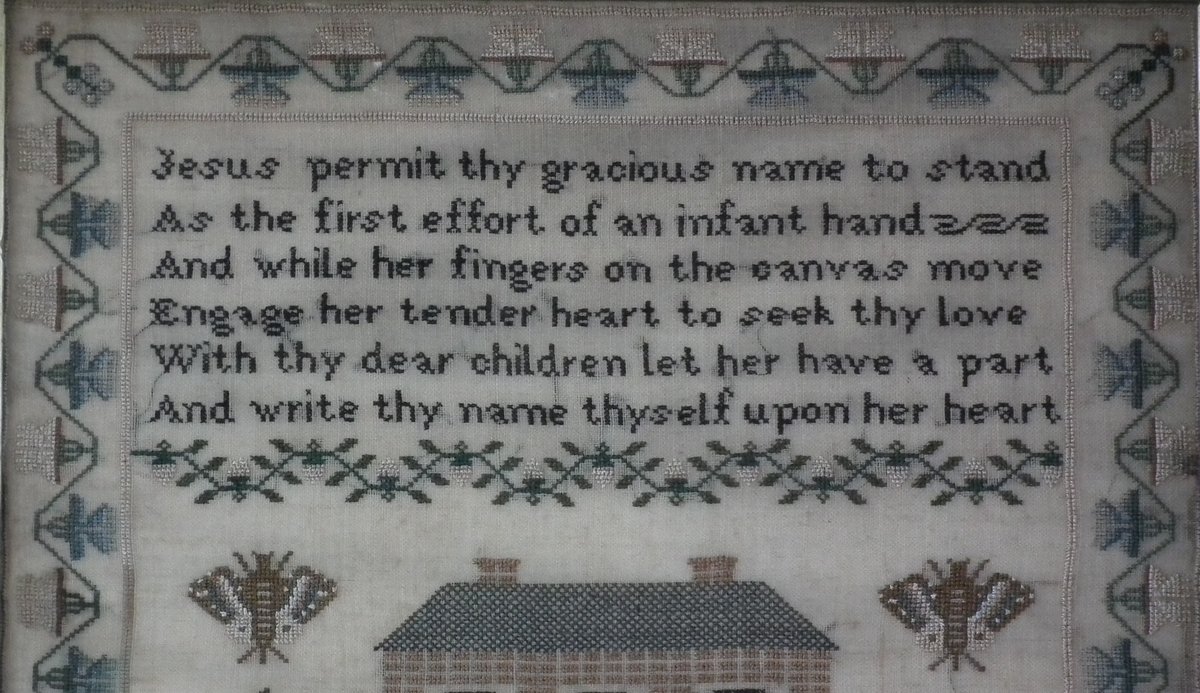 Jesus permit thy gracious name to stand
As the first effort of an infant hand
And while her fingers on the canvas move
Engage her tender heart to seek thy love
With thy dear children let her have a part
And write thy name thyself upon her heart